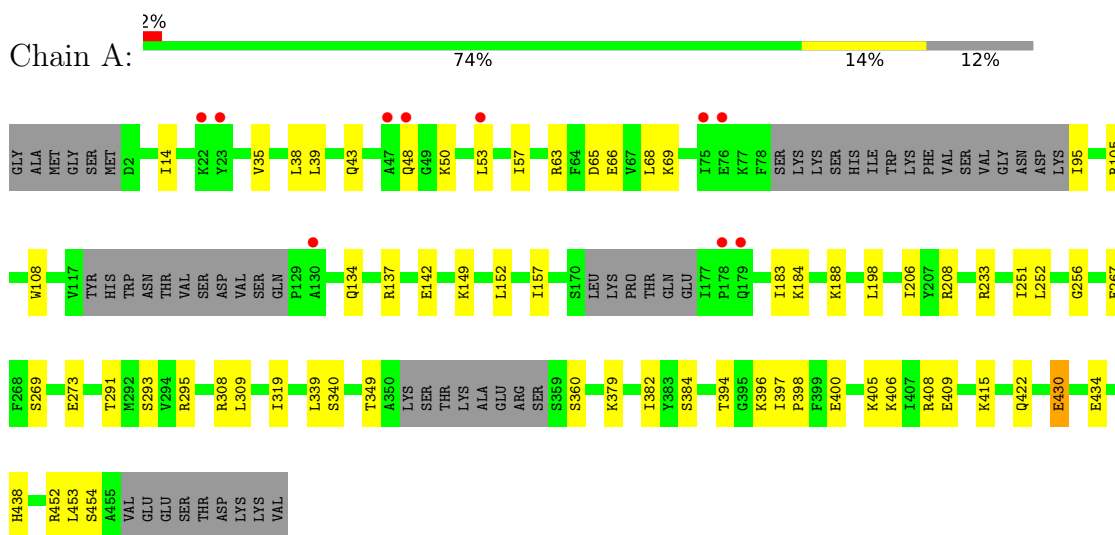 2%
Chain A:
74% 14% 12%
GLY ALA MET GLY SER MET D2 I14 K22 Y23 V35 L38 L39 Q43 A47 Q48 G49 K50 L53 I57 R63 F64 D65 E66 V67 L68 K69 I75 E76 K77 F78 SER LYS LYS SER HIS ILE TRP LYS PHE VAL SER VAL GLY ASN ASP LYS I95 R105
W108 V117 TYR HIS TRP ASN THR VAL SER ASP VAL SER GLN P129 A130 Q134 R137 E142 K149 L152 I157 S170 LEU LYS PRO THR GLN GLU I177 P178 Q179 I183 K184 K188 L198 I206 Y207 R208 R233 I251 L252 G256 E267
F268 S269 E273 T291 M292 S293 V294 R295 R308 L309 I319 L339 S340 T349 A350 LYS SER THR LYS ALA GLU ARG SER S359 S360 K379 I382 Y383 S384 T394 G395 K396 I397 P398 F399 E400 K405 K406 I407 R408 E409 K415 Q422 E430 E434
H438 R452 L453 S454 A455 VAL GLU GLU SER THR ASP LYS LYS VAL